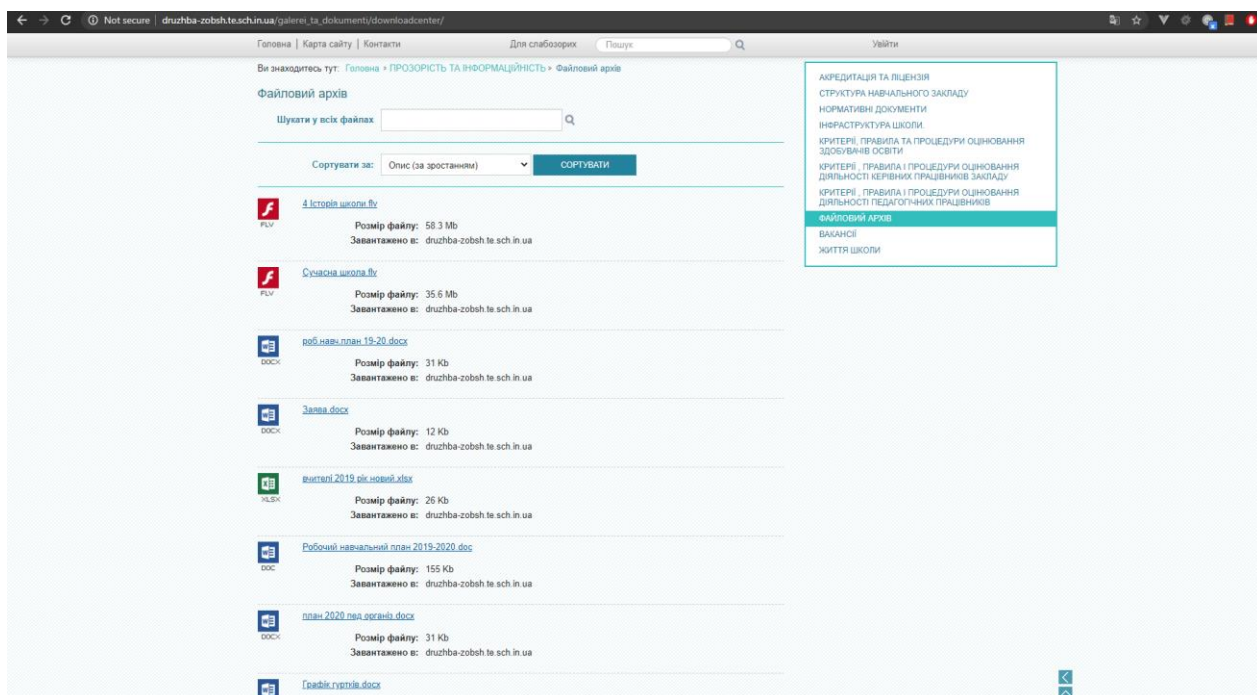 Not secure | druzhba-zobsh.te.sch.in.ua/galerei_ta_dokumenti/downloadcenter/
Головна | Карта сайту | Контакти
Для слабозорих
Пошук
Увійти
Ви знаходитесь тут: Головна » ПРОЗОРІСТЬ ТА ІНФОРМАЦІЙНІСТЬ » Файловий архів
Файловий архів
Шукати у всіх файлах
Сортувати за: Опис (за зростанням) СОРТУВАТИ
4 Історія школи.flv
FLV
Розмір файлу: 58.3 Mb
Завантажено в: druzhba-zobsh.te.sch.in.ua
Сучасна школа.flv
FLV
Розмір файлу: 35.6 Mb
Завантажено в: druzhba-zobsh.te.sch.in.ua
роб.навч.план 19-20.docx
DOCX
Розмір файлу: 31 Kb
Завантажено в: druzhba-zobsh.te.sch.in.ua
Заява.docx
DOCX
Розмір файлу: 12 Kb
Завантажено в: druzhba-zobsh.te.sch.in.ua
вчителі 2019 рік новий.xlsx
XLSX
Розмір файлу: 26 Kb
Завантажено в: druzhba-zobsh.te.sch.in.ua
Робочий навчальний план 2019-2020.doc
DOC
Розмір файлу: 155 Kb
Завантажено в: druzhba-zobsh.te.sch.in.ua
план 2020 пед.організ.docx
DOCX
Розмір файлу: 31 Kb
Завантажено в: druzhba-zobsh.te.sch.in.ua
Графік гуртків.docx
АКРЕДИТАЦІЯ ТА ЛІЦЕНЗІЯ
СТРУКТУРА НАВЧАЛЬНОГО ЗАКЛАДУ
НОРМАТИВНІ ДОКУМЕНТИ
ІНФРАСТРУКТУРА ШКОЛИ.
КРИТЕРІЇ, ПРАВИЛА ТА ПРОЦЕДУРИ ОЦІНЮВАННЯ
ЗДОБУВАЧІВ ОСВІТИ
КРИТЕРІЇ , ПРАВИЛА І ПРОЦЕДУРИ ОЦІНЮВАННЯ
ДІЯЛЬНОСТІ КЕРІВНИХ ПРАЦІВНИКІВ ЗАКЛАДУ
КРИТЕРІЇ , ПРАВИЛА І ПРОЦЕДУРИ ОЦІНЮВАННЯ
ДІЯЛЬНОСТІ ПЕДАГОГІЧНИХ ПРАЦІВНИКІВ
ФАЙЛОВИЙ АРХІВ
ВАКАНСІЇ
ЖИТТЯ ШКОЛИ